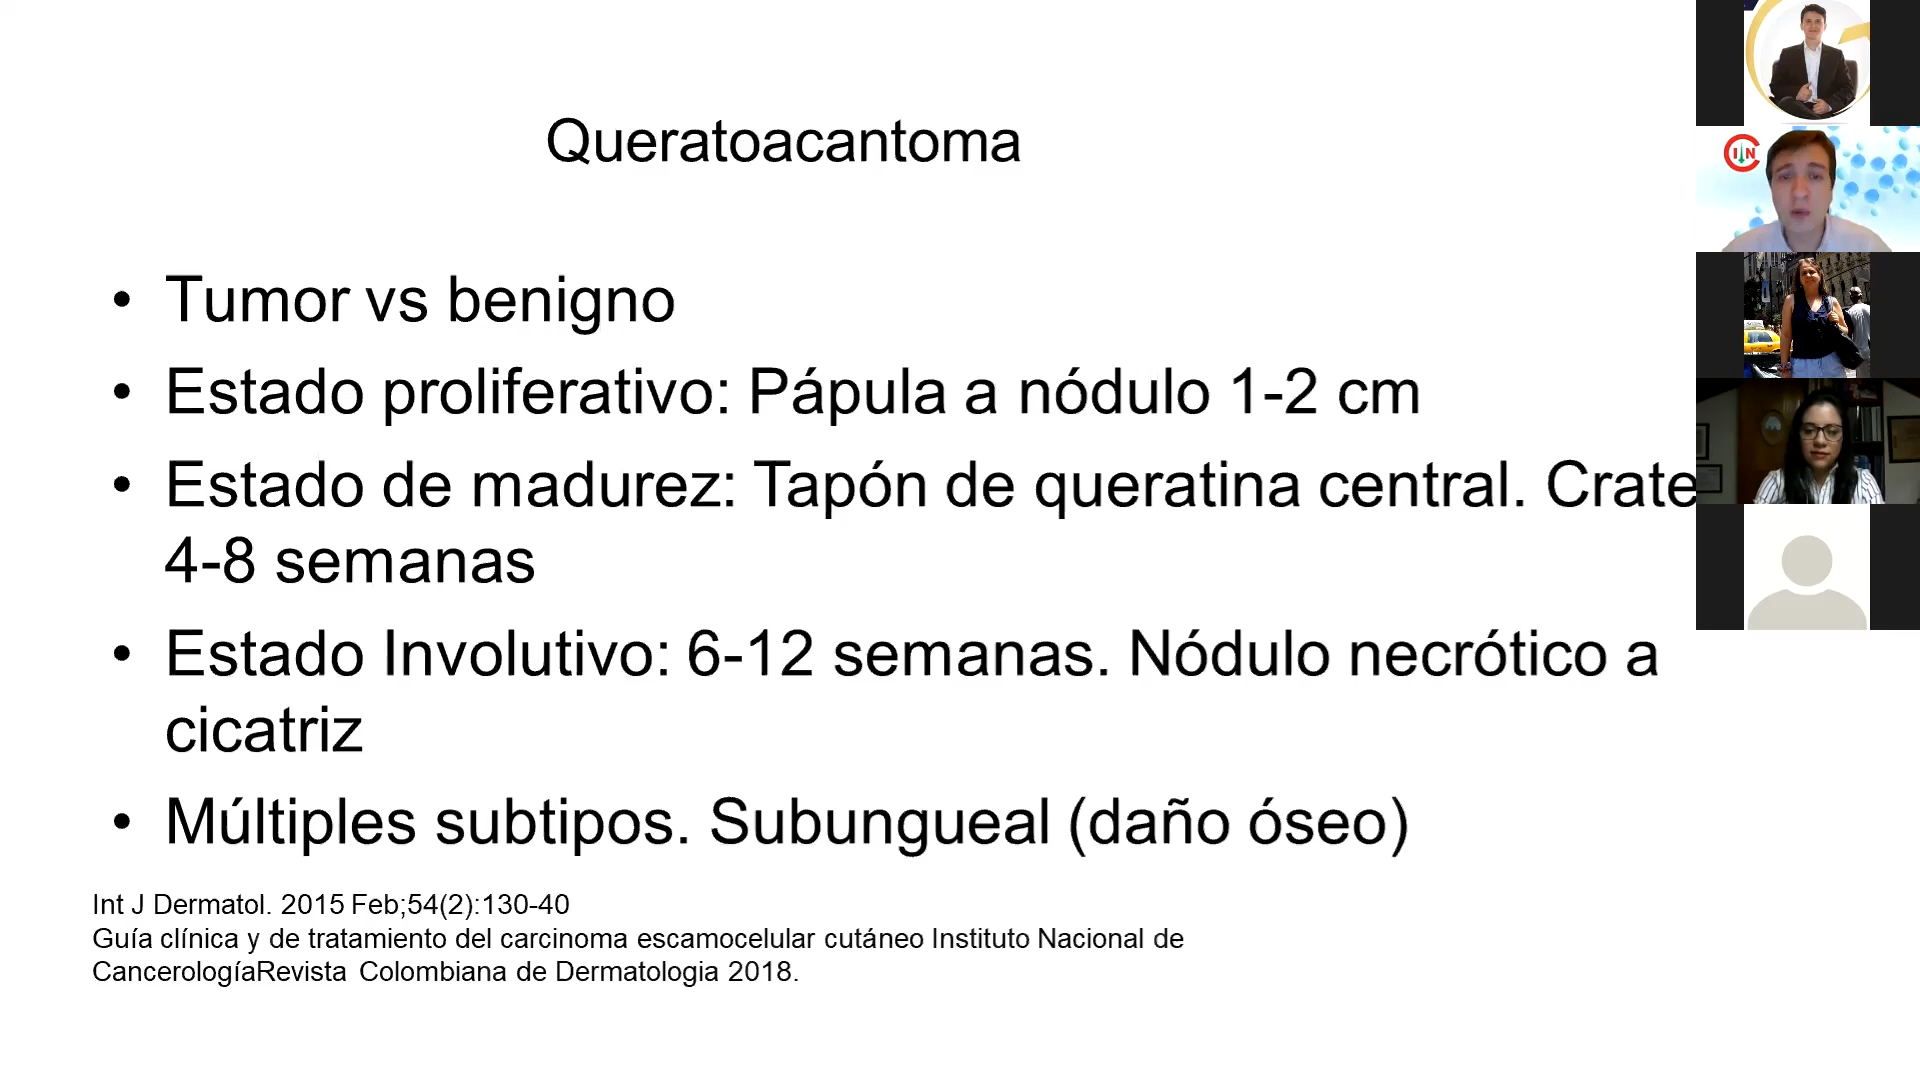 Queratoacantoma
• Tumor vs benigno
• Estado proliferativo: Pápula a nódulo 1-2 cm
• Estado de madurez: Tapón de queratina central. Crate
4-8 semanas
• Estado Involutivo: 6-12 semanas. Nódulo necrótico a
cicatriz
• Múltiples subtipos. Subungueal (daño óseo)
Int J Dermatol. 2015 Feb;54(2):130-40
Guía clínica y de tratamiento del carcinoma escamocelular cutáneo Instituto Nacional de
CancerologíaRevista Colombiana de Dermatologia 2018.